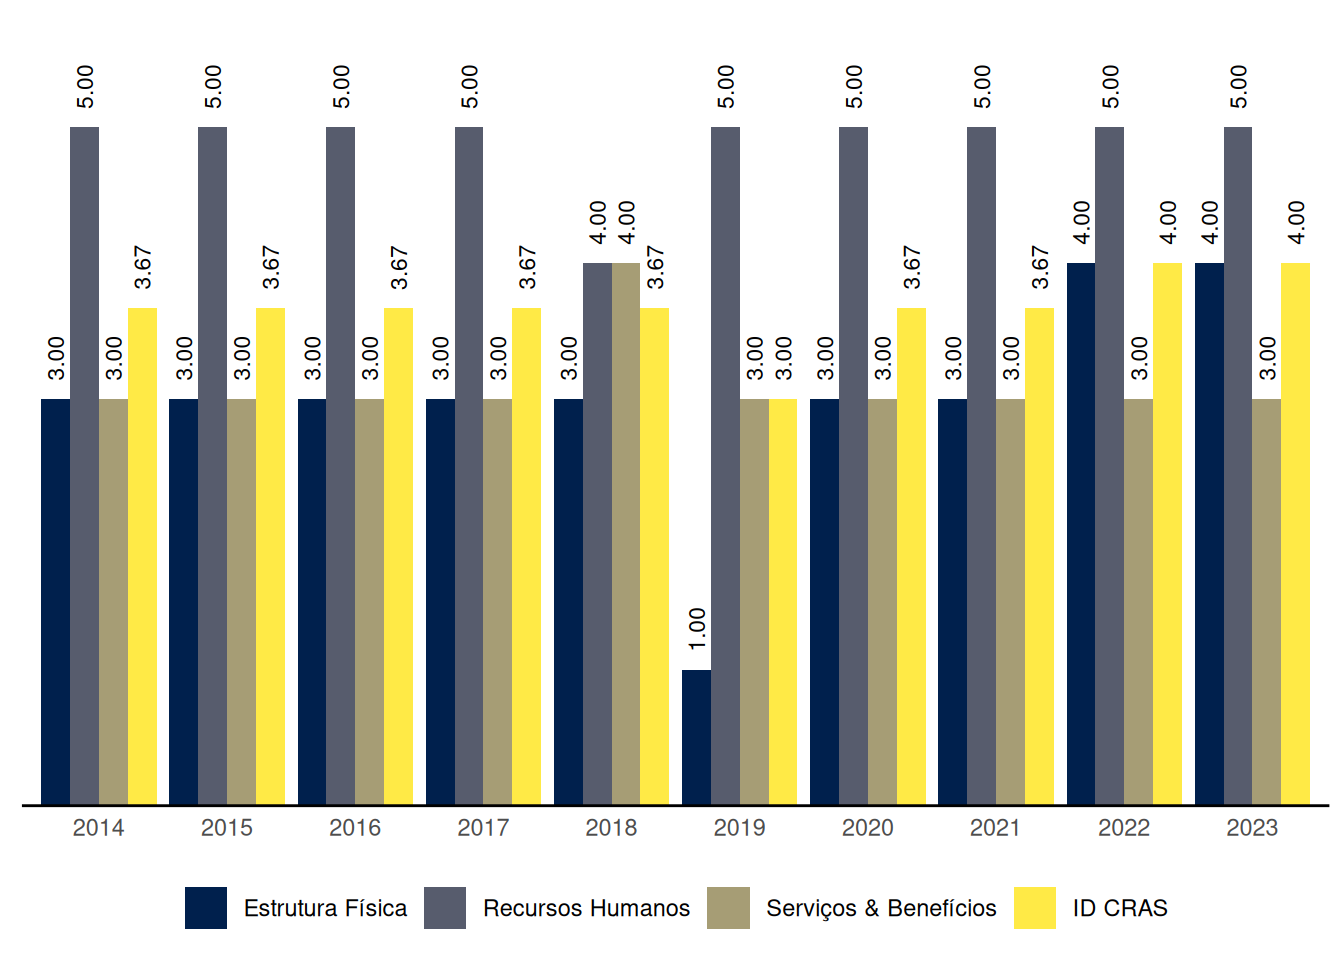 5.00 5.00 5.00 5.00 5.00 5.00 5.00 5.00 5.00
4.00 4.00 4.00 4.00 4.00 4.00
3.67 3.67 3.67 3.67 3.67 3.67 3.67
3.00 3.00 3.00 3.00 3.00 3.00 3.00 3.00 3.00 3.00 3.00 3.00 3.00 3.00 3.00 3.00 3.00
1.00
2014 2015 2016 2017 2018 2019 2020 2021 2022 2023
Estrutura Física Recursos Humanos Serviços & Benefícios ID CRAS